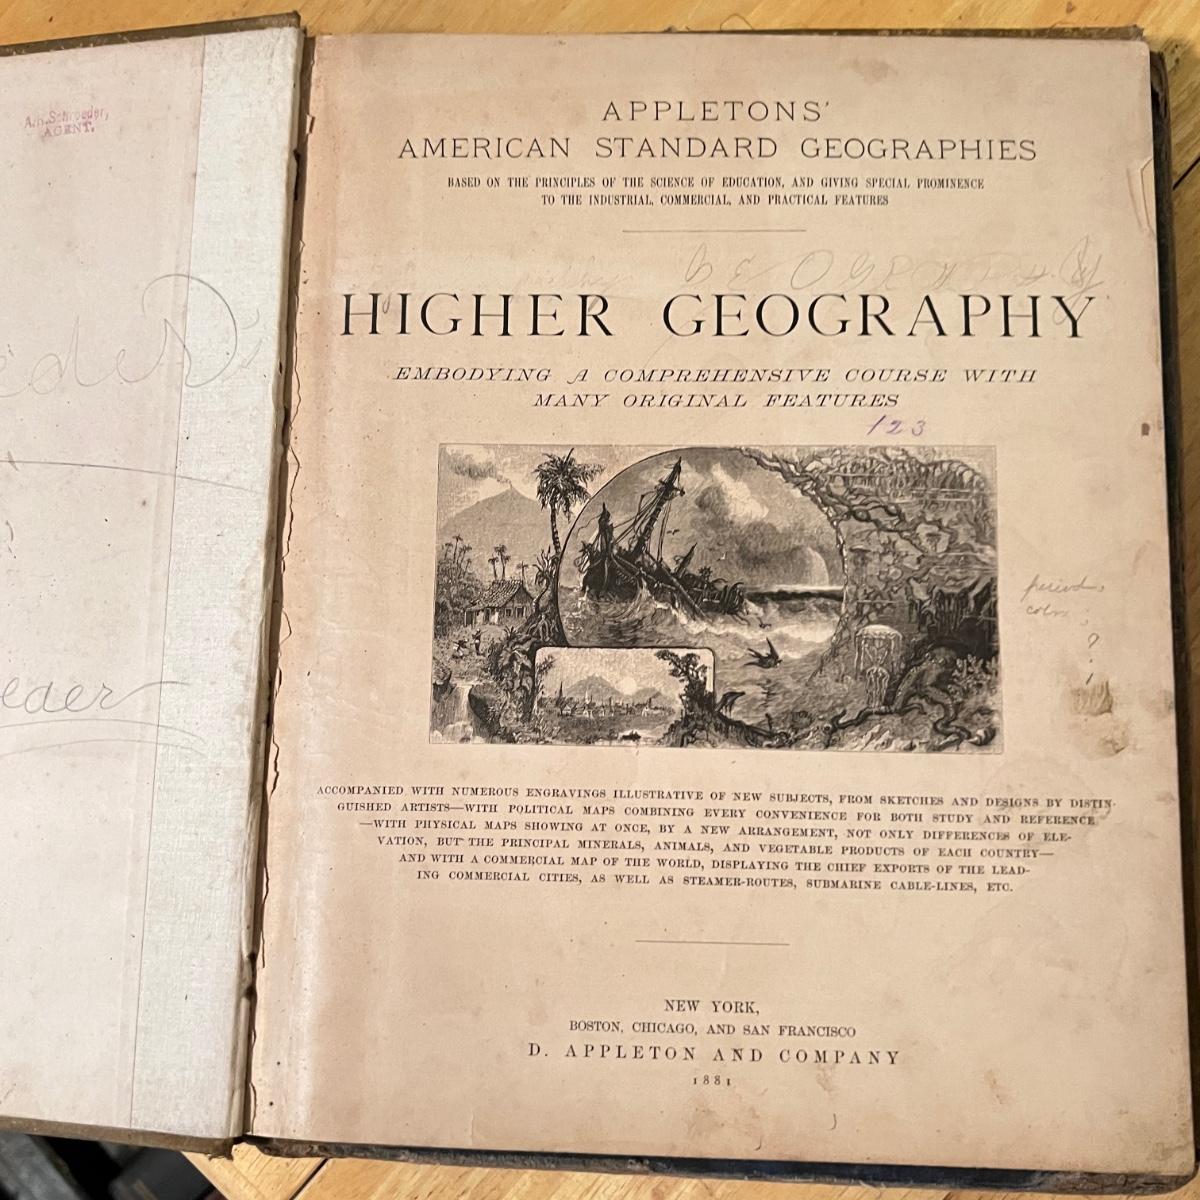 A.H. Schroeder,
AGENT.
eder
APPLETONS'
AMERICAN STANDARD GEOGRAPHIES
BASED ON THE PRINCIPLES OF THE SCIENCE OF EDUCATION, AND GIVING SPECIAL PROMINENCE
TO THE INDUSTRIAL, COMMERCIAL, AND PRACTICAL FEATURES
GEOGRAPHY
HIGHER GEOGRAPHY
EMBODYING A COMPREHENSIVE COURSE WITH
MANY ORIGINAL FEATURES
123
period .
colon :
?
!
ACCOMPANIED WITH NUMEROUS ENGRAVINGS ILLUSTRATIVE OF NEW SUBJECTS, FROM SKETCHES AND DESIGNS BY DISTIN-
GUISHED ARTISTS—WITH POLITICAL MAPS COMBINING EVERY CONVENIENCE FOR BOTH STUDY AND REFERENCE
—WITH PHYSICAL MAPS SHOWING AT ONCE, BY A NEW ARRANGEMENT, NOT ONLY DIFFERENCES OF ELE-
VATION, BUT THE PRINCIPAL MINERALS, ANIMALS, AND VEGETABLE PRODUCTS OF EACH COUNTRY—
AND WITH A COMMERCIAL MAP OF THE WORLD, DISPLAYING THE CHIEF EXPORTS OF THE LEAD-
ING COMMERCIAL CITIES, AS WELL AS STEAMER-ROUTES, SUBMARINE CABLE-LINES, ETC.
NEW YORK,
BOSTON, CHICAGO, AND SAN FRANCISCO
D. APPLETON AND COMPANY
1881